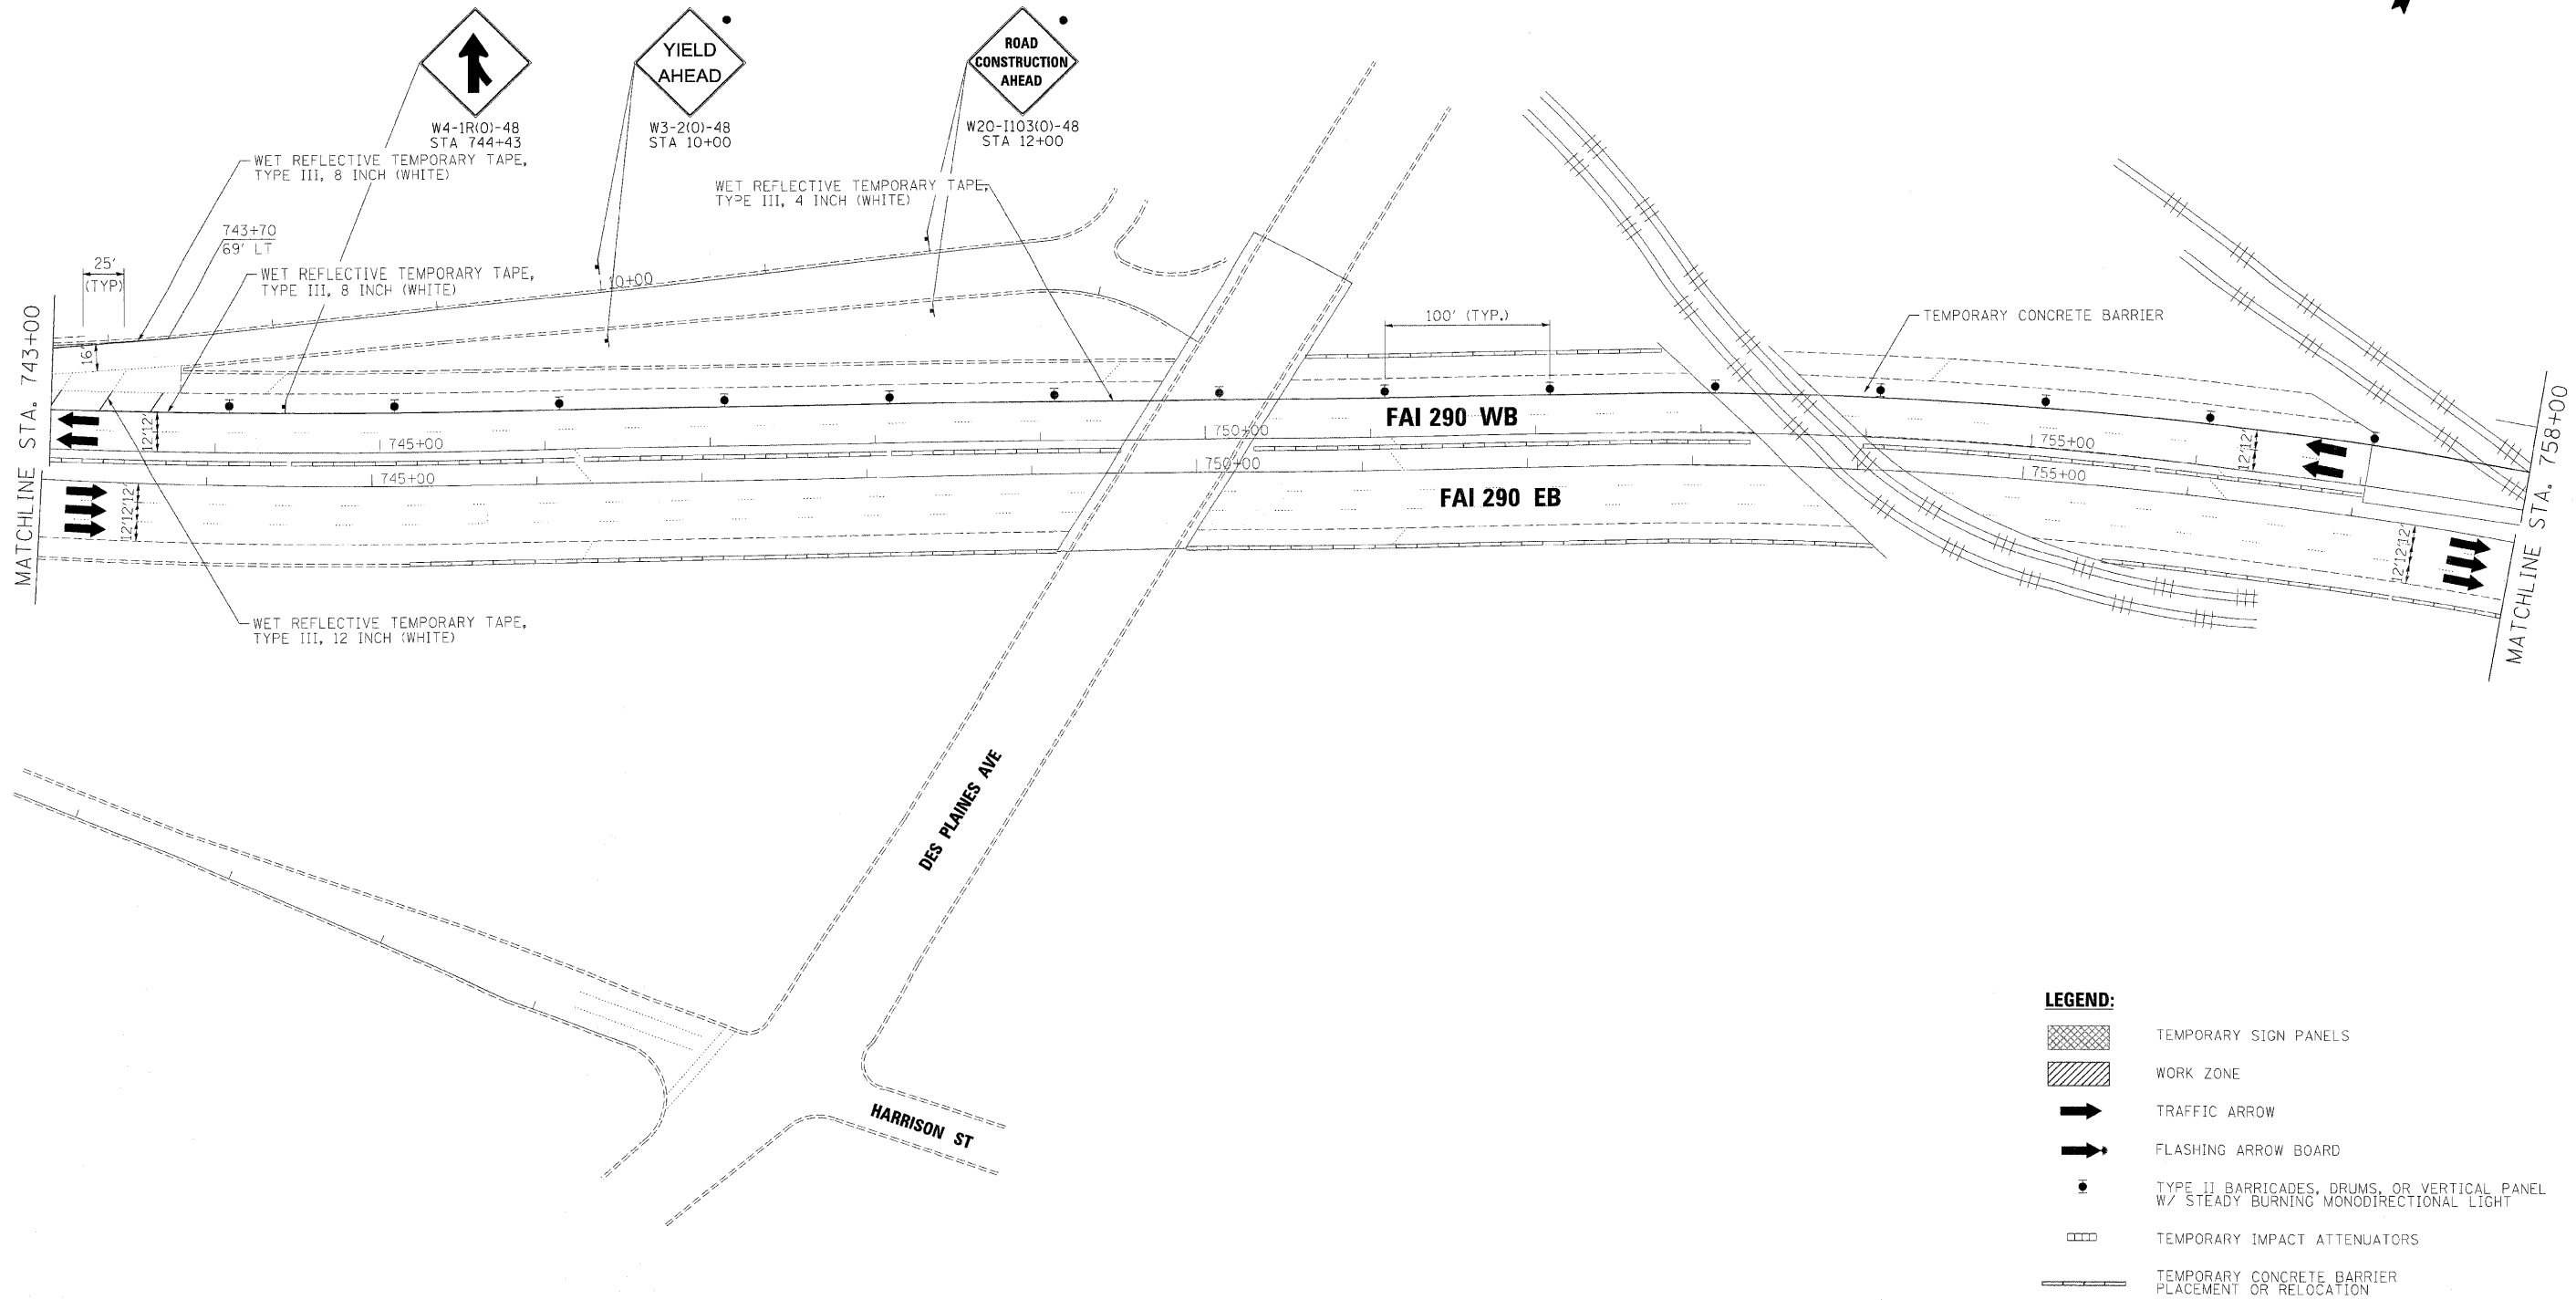 W4-1R(O)-48
STA 744+43
YIELD
AHEAD
W3-2(O)-48
STA 10+00
ROAD
CONSTRUCTION
AHEAD
W20-I103(O)-48
STA 12+00
WET REFLECTIVE TEMPORARY TAPE,
TYPE III, 8 INCH (WHITE)
WET REFLECTIVE TEMPORARY TAPE,
TYPE III, 4 INCH (WHITE)
743+70
69' LT
25'
(TYP)
WET REFLECTIVE TEMPORARY TAPE,
TYPE III, 8 INCH (WHITE)
10+00
100' (TYP.)
TEMPORARY CONCRETE BARRIER
MATCHLINE STA. 743+00
16'
12'12'
FAI 290 WB
745+00
750+00
755+00
12'12'
745+00
750+00
755+00
12'12'12'
FAI 290 EB
12'12'12'
MATCHLINE STA. 758+00
WET REFLECTIVE TEMPORARY TAPE,
TYPE III, 12 INCH (WHITE)
DES PLAINES AVE
HARRISON ST
LEGEND:
TEMPORARY SIGN PANELS
WORK ZONE
TRAFFIC ARROW
FLASHING ARROW BOARD
TYPE II BARRICADES, DRUMS, OR VERTICAL PANEL
W/ STEADY BURNING MONODIRECTIONAL LIGHT
TEMPORARY IMPACT ATTENUATORS
TEMPORARY CONCRETE BARRIER
PLACEMENT OR RELOCATION